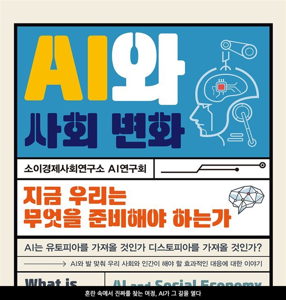 AI와
사회 변화
소이경제사회연구소 AI연구회
지금 우리는
무엇을 준비해야 하는가
AI는 유토피아를 가져올 것인가 디스토피아를 가져올 것인가?
AI와 발 맞춰 우리 사회와 인간이 해야 할 효과적인 대응에 대한 이야기
What is
AI and Social Economy
혼란 속에서 진짜를 찾는 여정, AI가 그 길을 열다